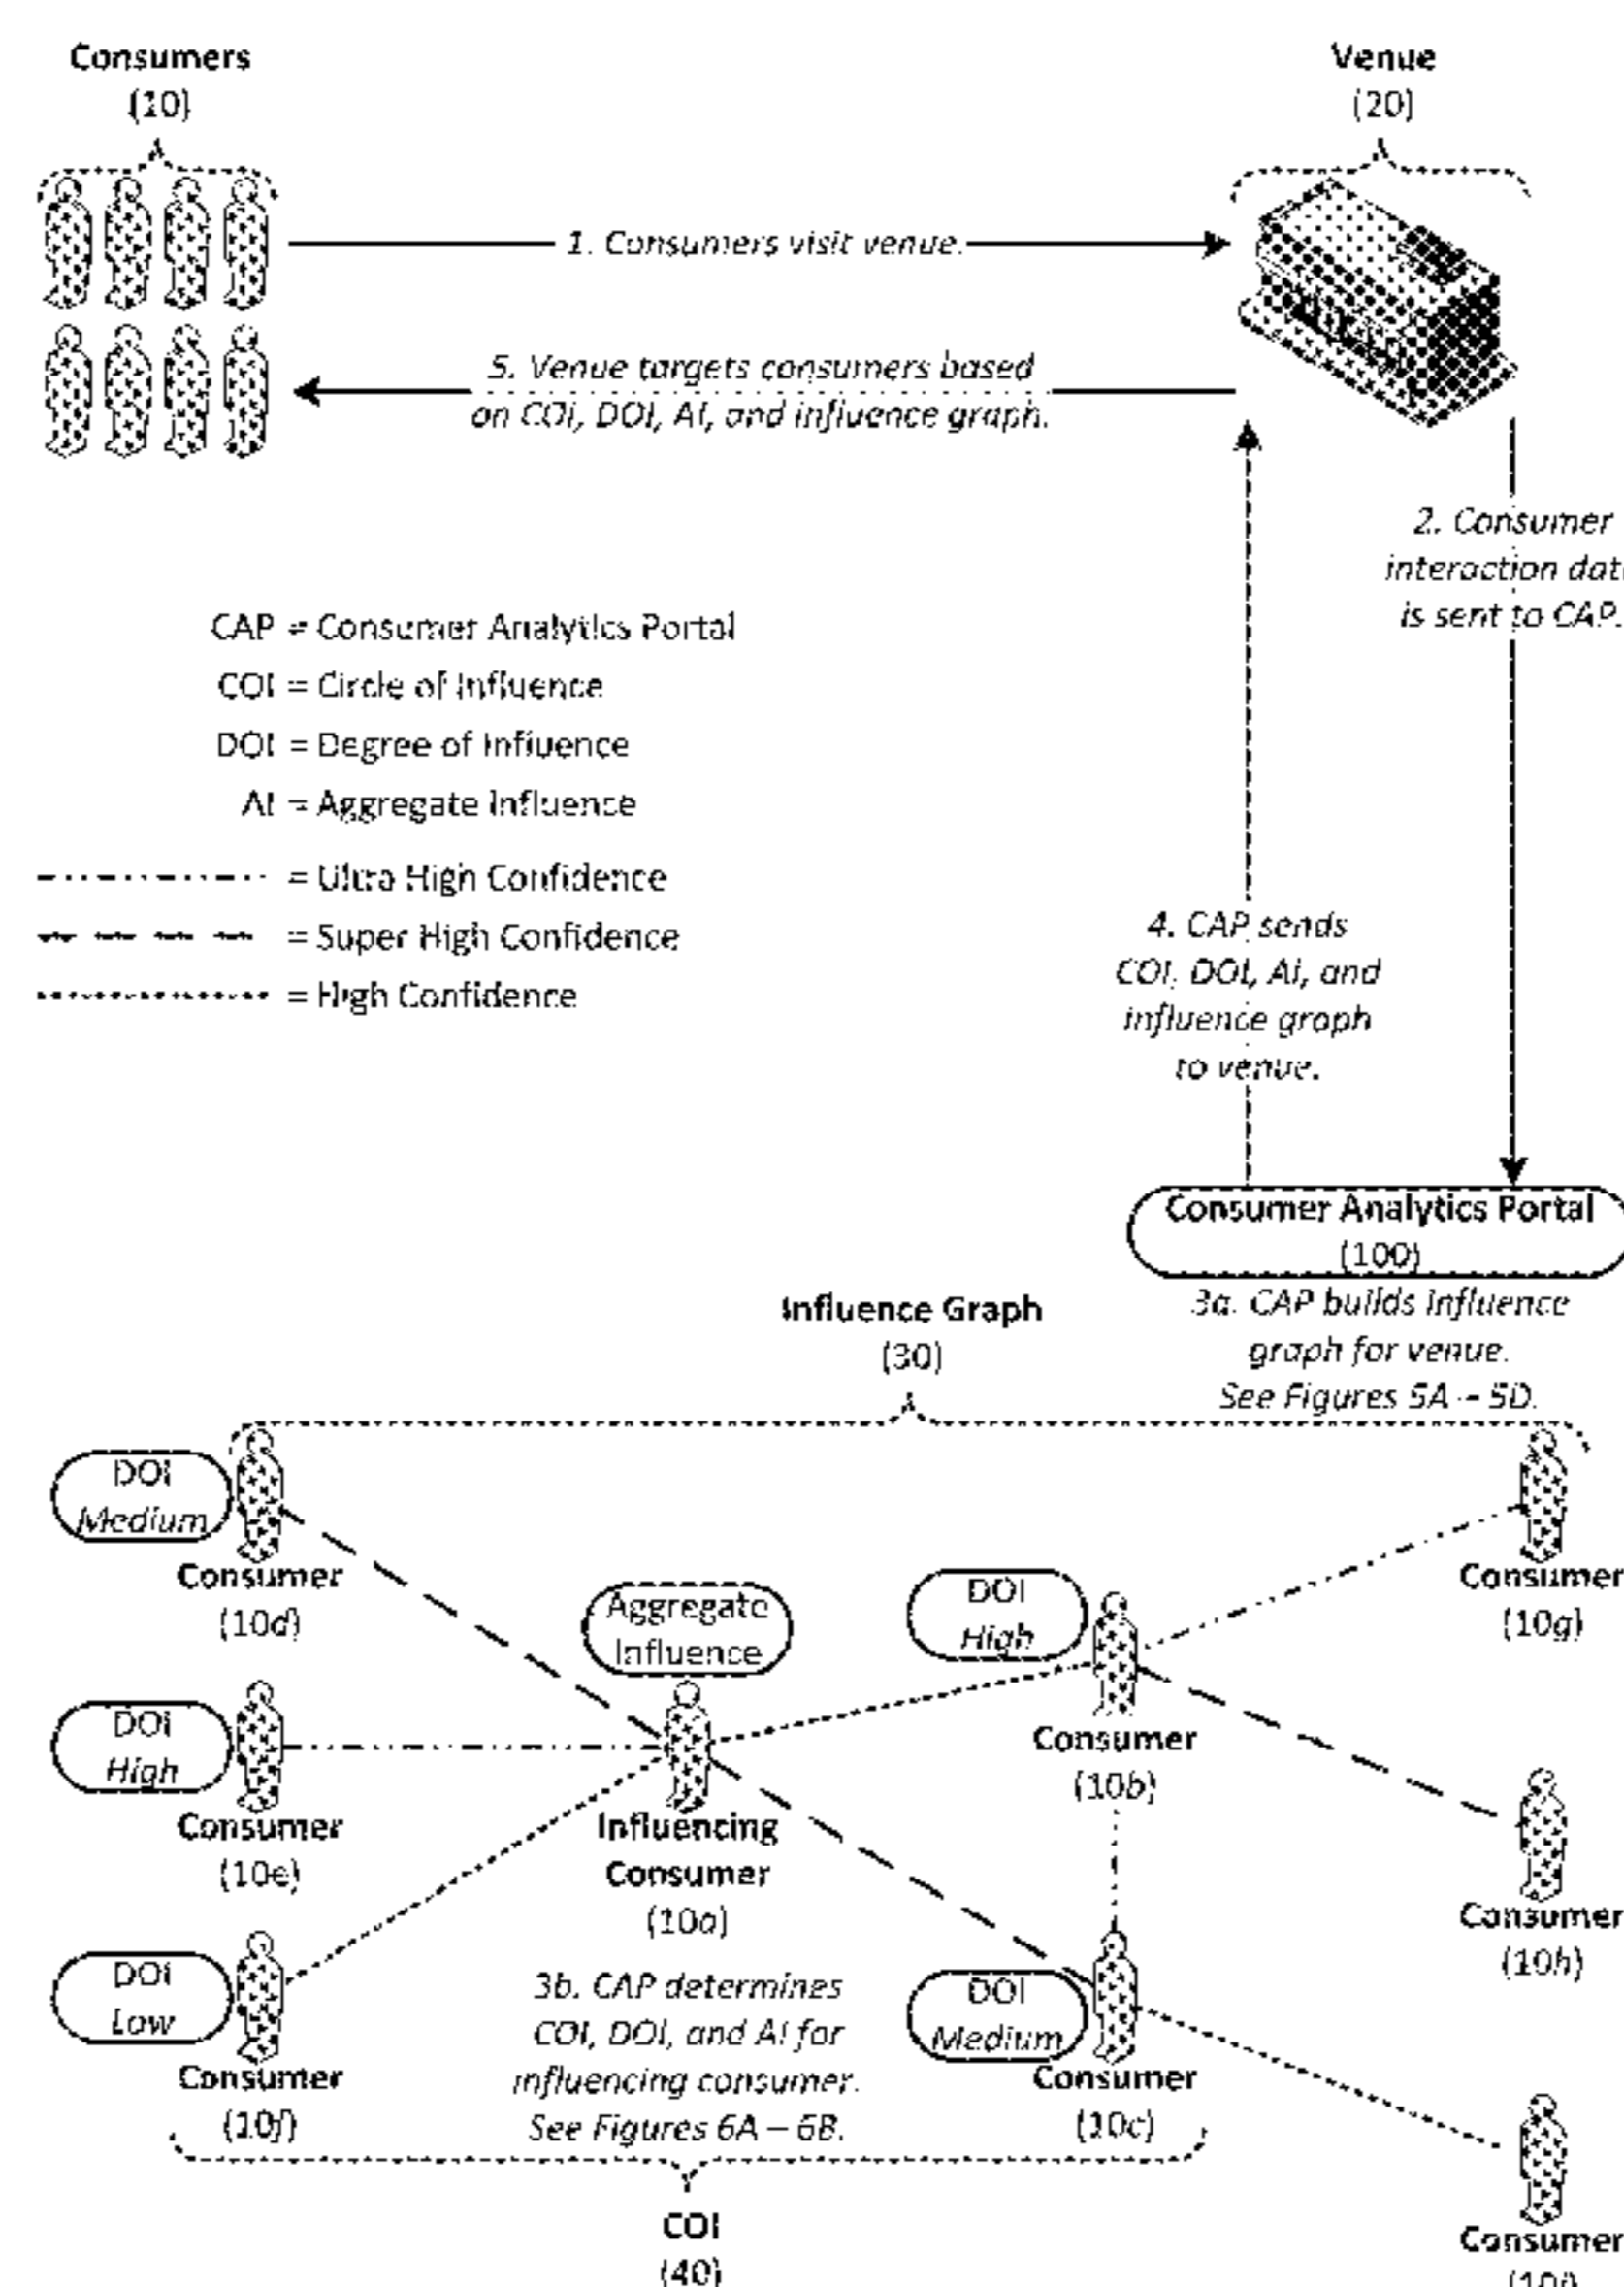 Consumers
(10)
Venue
(20)
1. Consumers visit venue.
5. Venue targets consumers based
on COI, DOI, AI, and influence graph.
2. Consumer
interaction dat
is sent to CAP.
CAP = Consumer Analytics Portal
COI = Circle of Influence
DOI = Degree of Influence
AI = Aggregate Influence
= Ultra High Confidence
= Super High Confidence
= High Confidence
4. CAP sends
COI, DOI, AI, and
influence graph
to venue.
Consumer Analytics Portal
(100)
3a. CAP builds influence
graph for venue.
See Figures 5A – 5D.
Influence Graph
(30)
DOI
Medium
Consumer
(10d)
Aggregate
Influence
DOI
High
Consumer
(10g)
DOI
High
Consumer
(10b)
Consumer
(10e)
Influencing
Consumer
(10a)
Consumer
(10h)
DOI
Low
3b. CAP determines
COI, DOI, and AI for
influencing consumer.
See Figures 6A – 6B.
DOI
Medium
Consumer
(10f)
Consumer
(10c)
COI
(40)
Consumer
(10i)